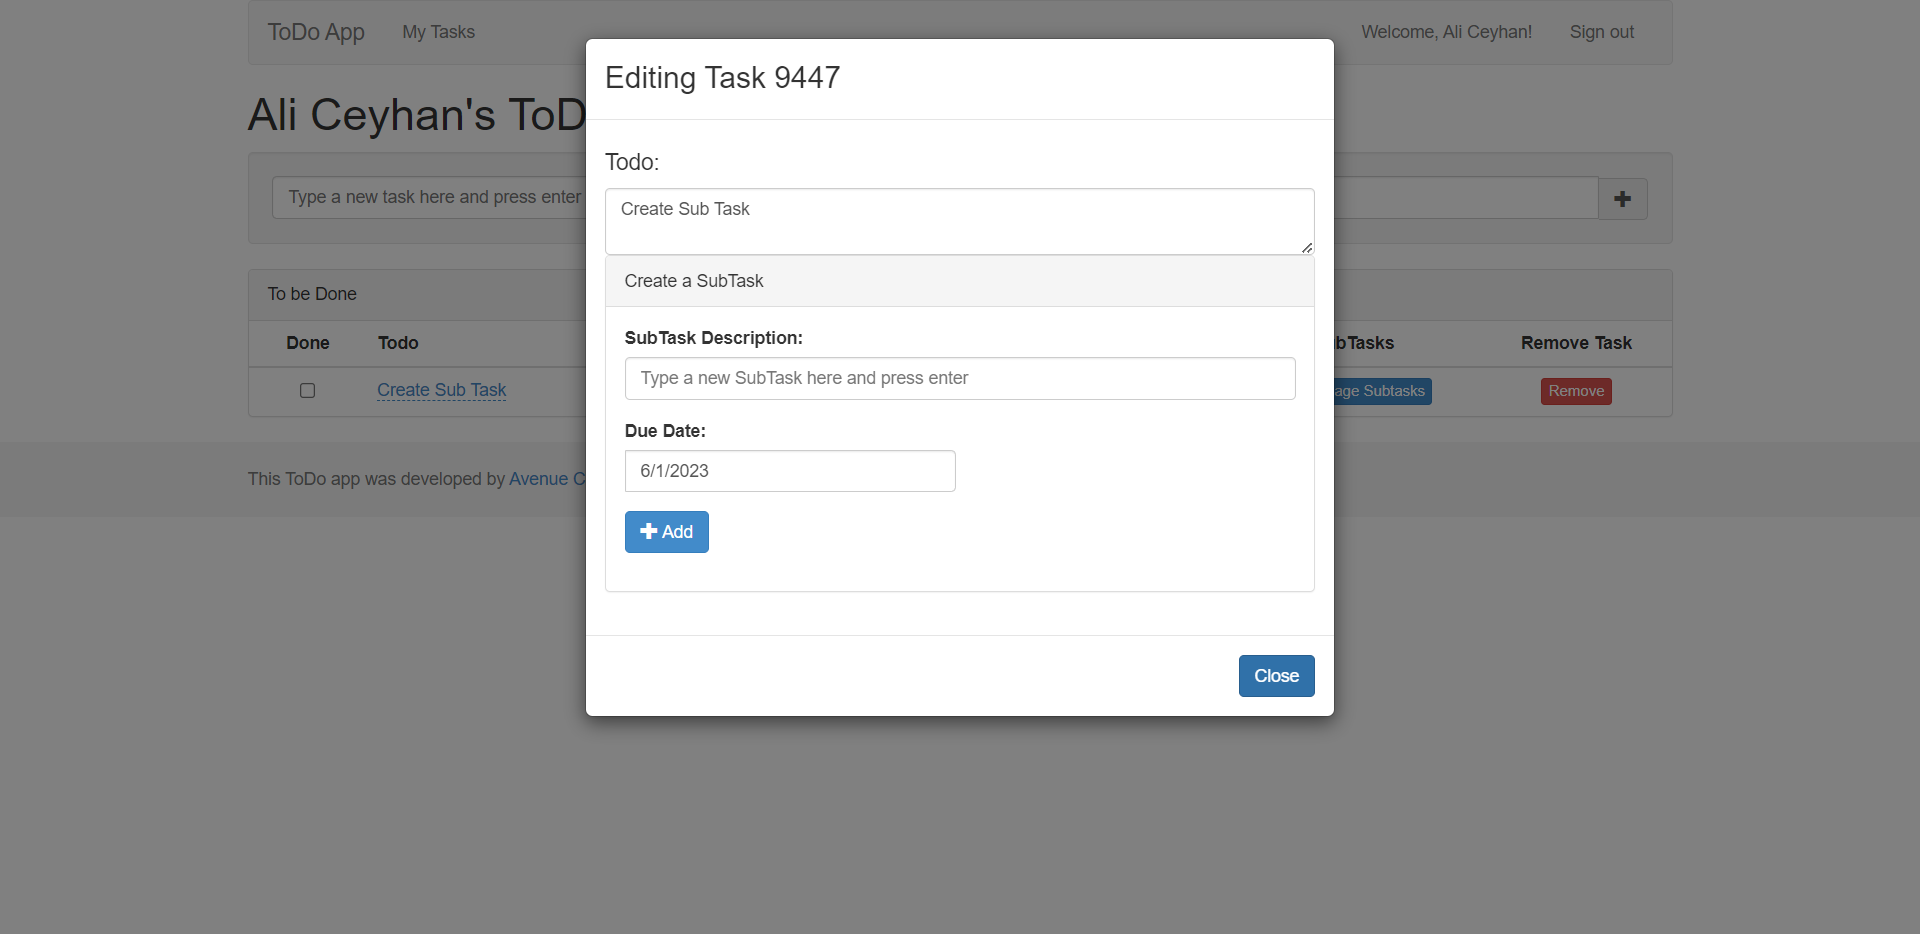 ToDo App My Tasks Welcome, Ali Ceyhan! Sign out
Editing Task 9447
Ali Ceyhan's
Todo:
Type a new task here and press enter
Create Sub Task
Create a SubTask
To be Done
SubTask Description:
Done Todo Remove Task
Type a new SubTask here and press enter
Create Sub Task Subtasks Remove
Due Date:
6/1/2023
This ToDo app was developed by Avenue
Add
Close